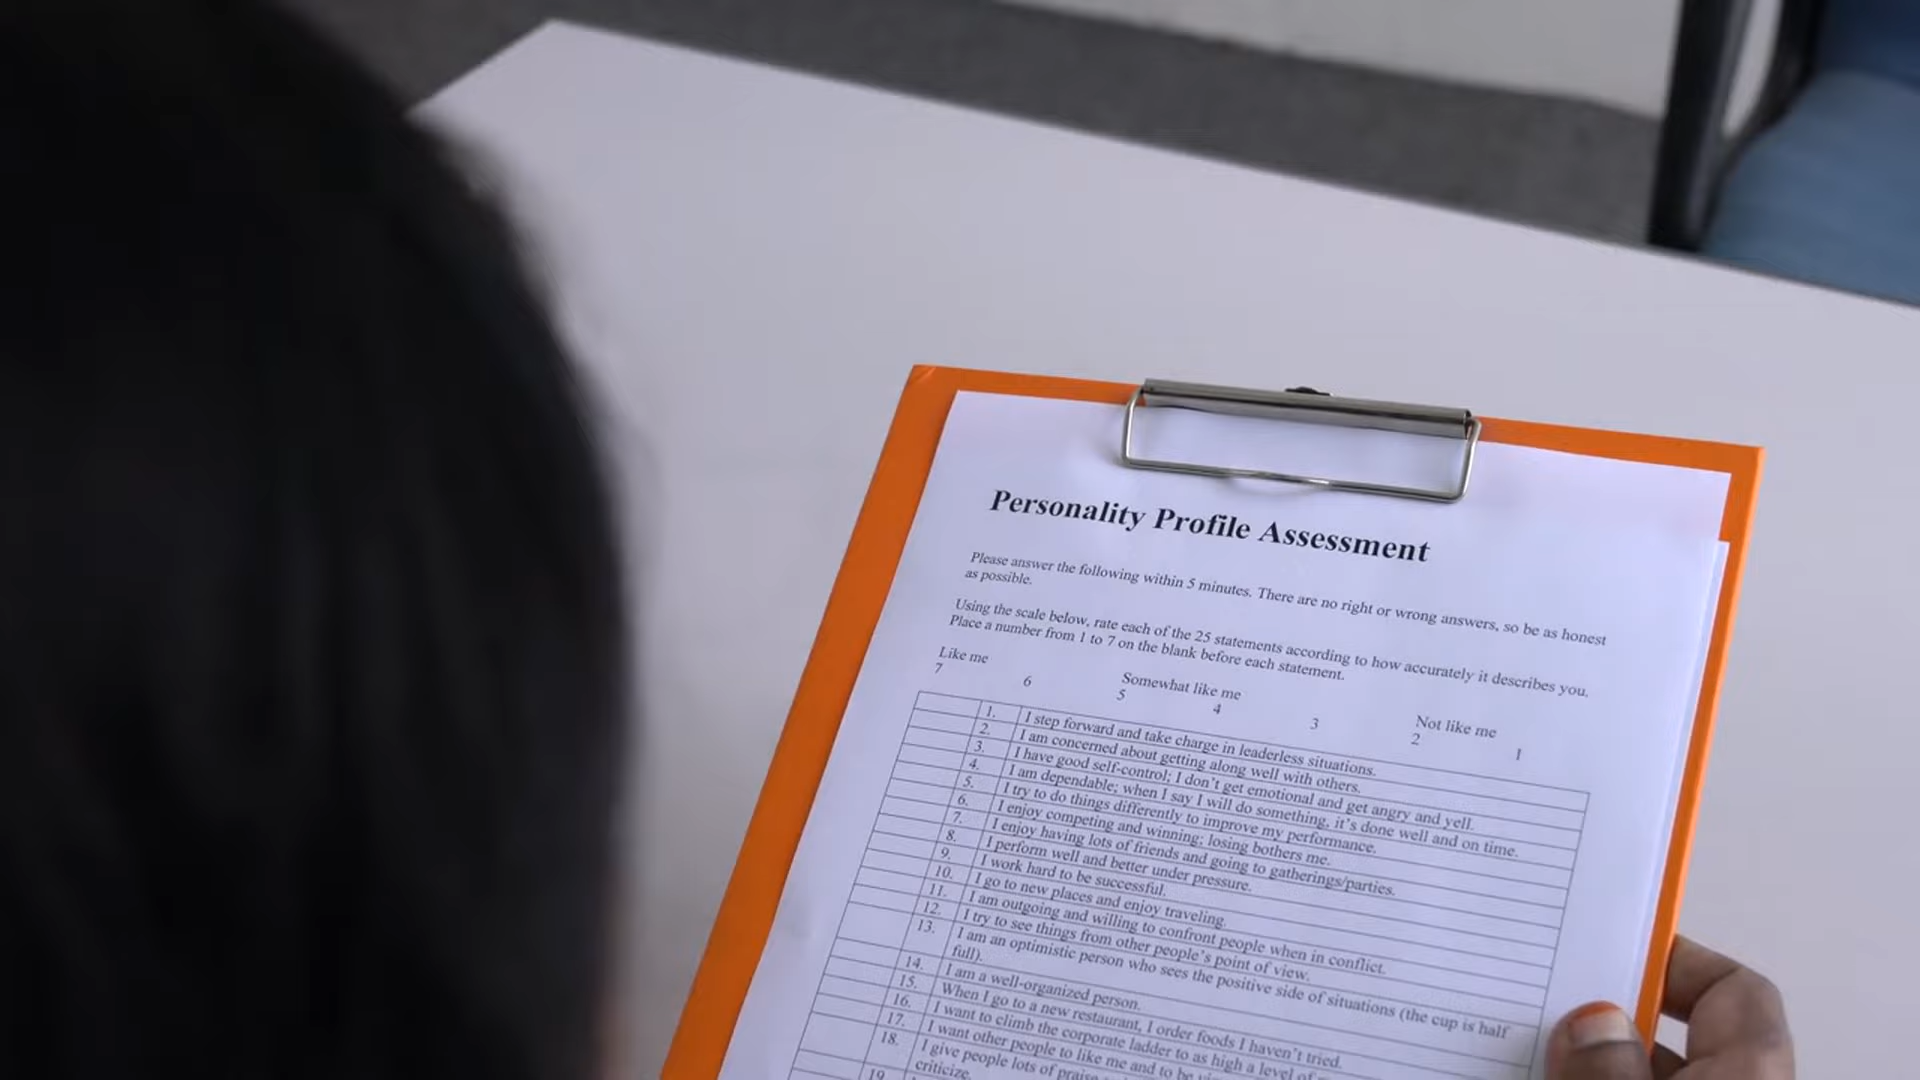 Personality Profile Assessment
Please answer the following within 5 minutes. There are no right or wrong answers, so be as honest
as possible.
Using the scale below, rate each of the 25 statements according to how accurately it describes you.
Place a number from 1 to 7 on the blank before each statement.
Like me Somewhat like me Not like me
7 6 5 4 3 2 1
1. I step forward and take charge in leaderless situations.
2. I am concerned about getting along well with others.
3. I have good self-control; I don't get emotional and get angry and yell.
4. I am dependable; when I say I will do something, it's done well and on time.
5. I try to do things differently to improve my performance.
6. I enjoy competing and winning; losing bothers me.
7. I enjoy having lots of friends and going to gatherings/parties.
8. I perform well and better under pressure.
9. I work hard to be successful.
10. I go to new places and enjoy traveling.
11. I am outgoing and willing to confront people when in conflict.
12. I try to see things from other people's point of view.
13. I am an optimistic person who sees the positive side of situations (the cup is half
full).
14. I am a well-organized person.
15. When I go to a new restaurant, I order foods I haven't tried.
16. I want to climb the corporate ladder to as high a level of
17. I want other people to like me and to be
18. I give people lots of praise
criticize.
19.